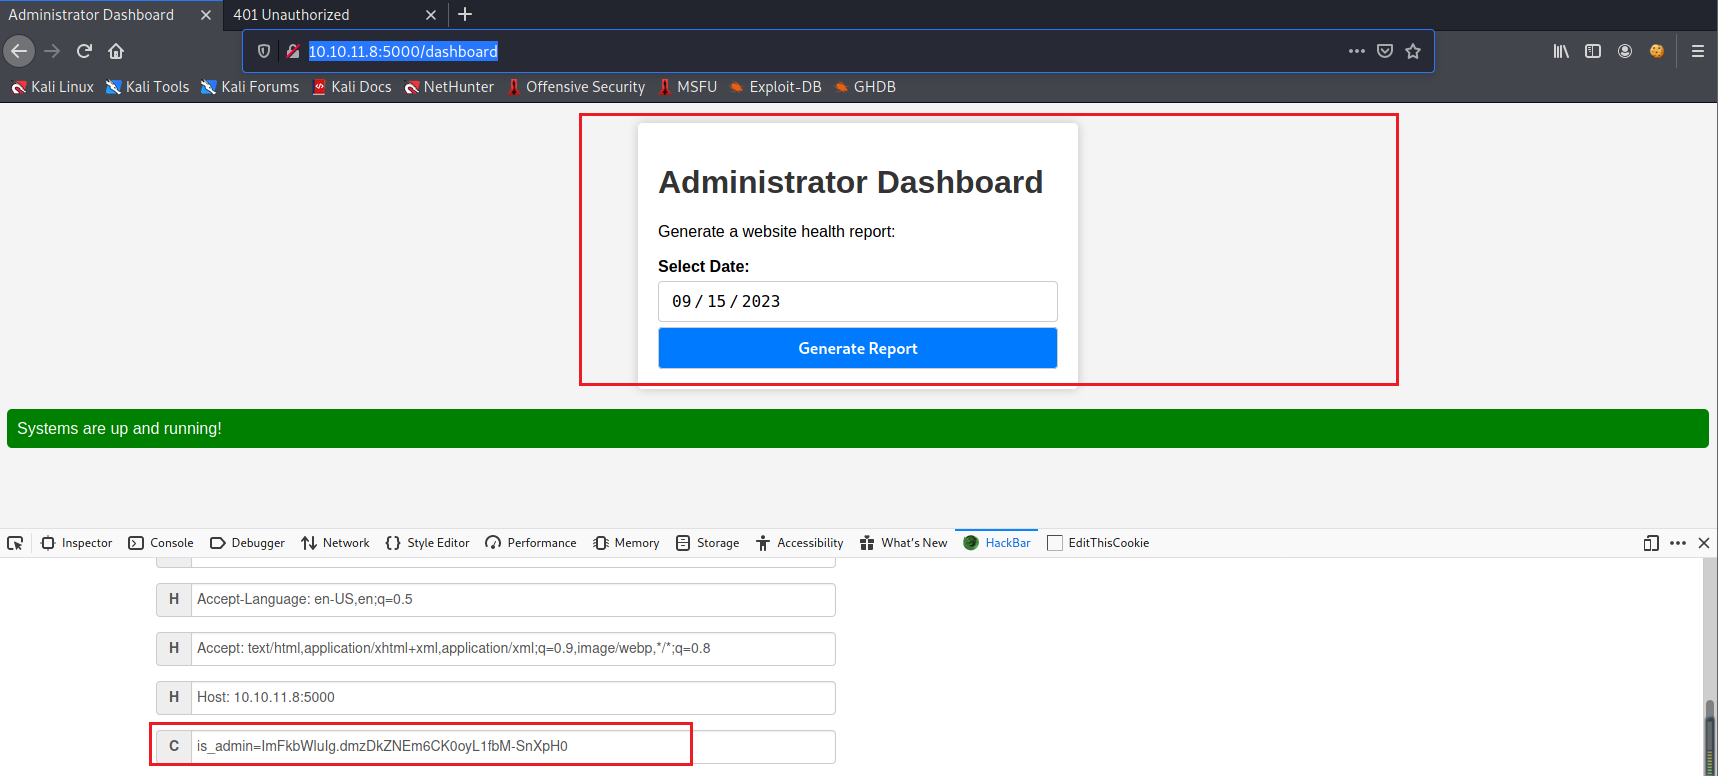 Administrator Dashboard
401 Unauthorized
10.10.11.8:5000/dashboard
Kali Linux Kali Tools Kali Forums Kali Docs NetHunter Offensive Security MSFU Exploit-DB GHDB
Administrator Dashboard
Generate a website health report:
Select Date:
09 / 15 / 2023
Generate Report
Systems are up and running!
Inspector Console Debugger Network Style Editor Performance Memory Storage Accessibility What's New HackBar EditThisCookie
H Accept-Language: en-US,en;q=0.5
H Accept: text/html,application/xhtml+xml,application/xml;q=0.9,image/webp,*/*;q=0.8
H Host: 10.10.11.8:5000
C is_admin=ImFkbWluIg.dmzDkZNEm6CK0oyL1fbM-SnXpH0